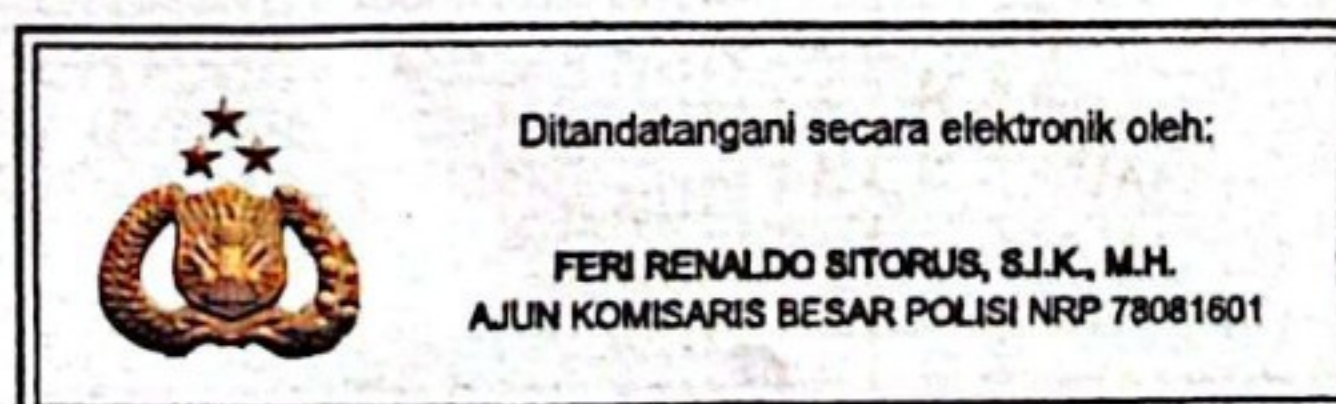 Ditandatangani secara elektronik oleh:
FERI RENALDO SITORUS, S.I.K., M.H.
AJUN KOMISARIS BESAR POLISI NRP 78081601